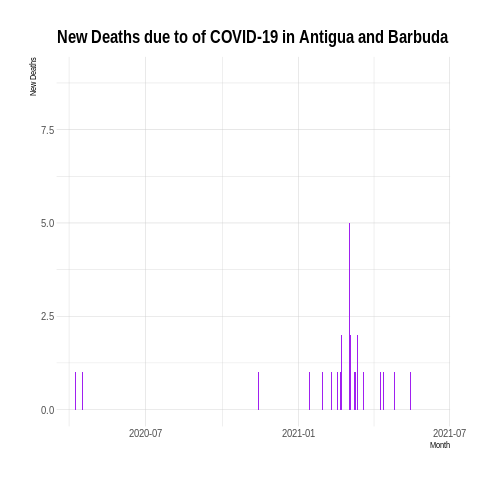 New Deaths due to of COVID-19 in Antigua and Barbuda
New Deaths
7.5
5.0
2.5
0.0
2020-07
2021-01
2021-07
Month